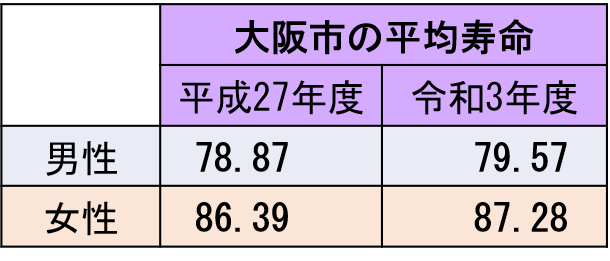 大阪市の平均寿命
平成27年度 令和3年度
男性 78.87 79.57
女性 86.39 87.28